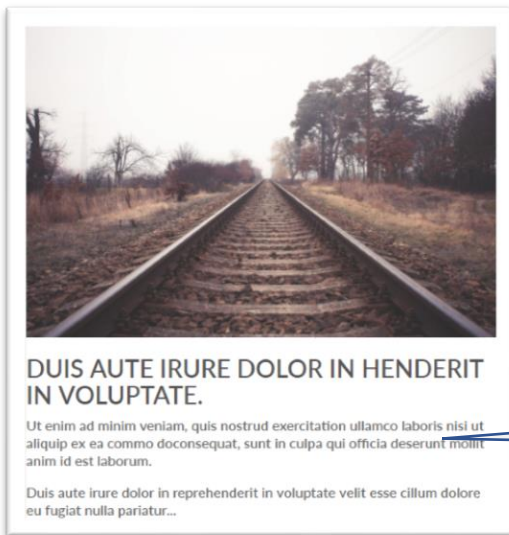 DUIS AUTE IRURE DOLOR IN HENDERIT
IN VOLUPTATE.
Ut enim ad minim veniam, quis nostrud exercitation ullamco laboris nisi ut
aliquip ex ea commo doconsequat, sunt in culpa qui officia deserunt mollit
anim id est laborum.
Duis aute irure dolor in reprehenderit in voluptate velit esse cillum dolore
eu fugiat nulla pariatur...